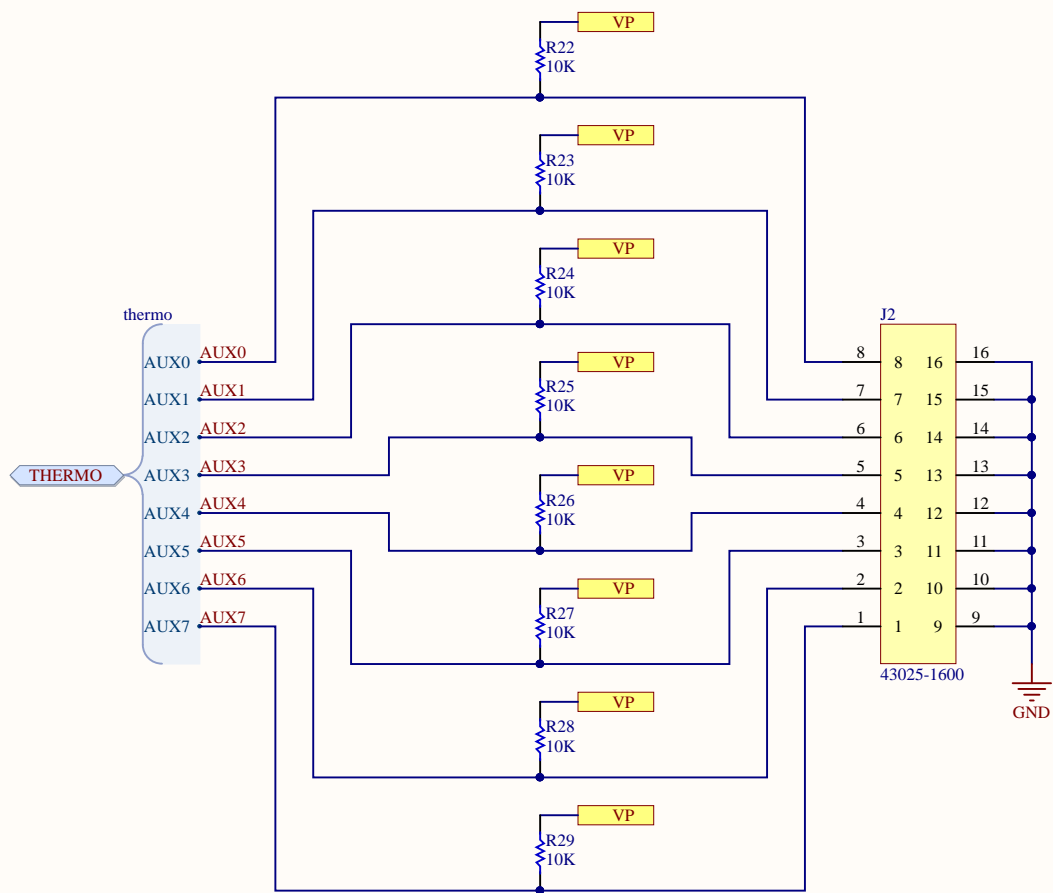 VP
R22
10K
VP
R23
10K
VP
R24
10K
thermo
J2
VP
AUX0 AUX0
8 8 16 16
R25
10K
AUX1 AUX1
7 7 15 15
AUX2 AUX2
6 6 14 14
THERMO
AUX3 AUX3
VP
5 5 13 13
R26
10K
AUX4 AUX4
4 4 12 12
AUX5 AUX5
3 3 11 11
AUX6 AUX6
VP
2 2 10 10
R27
10K
AUX7 AUX7
1 1 9 9
43025-1600
VP
GND
R28
10K
VP
R29
10K